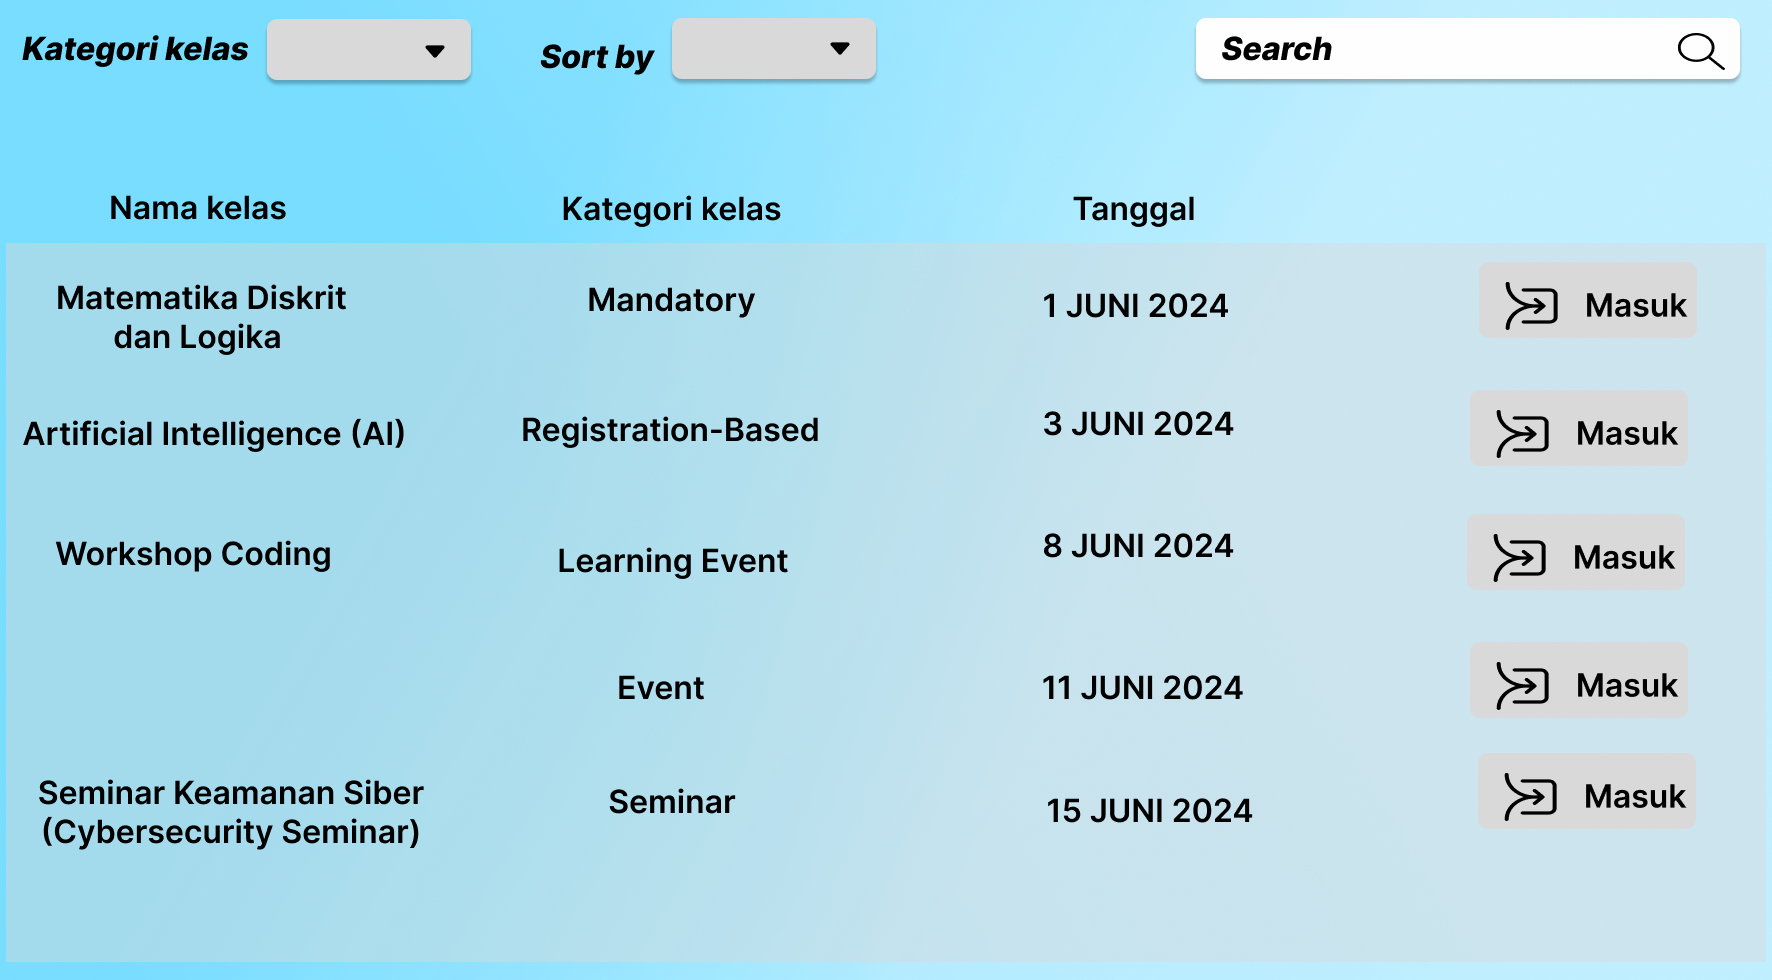 Kategori kelas
Sort by
Search
Nama kelas
Kategori kelas
Tanggal
Matematika Diskrit
dan Logika
Mandatory
1 JUNI 2024
Masuk
Artificial Intelligence (AI)
Registration-Based
3 JUNI 2024
Masuk
Workshop Coding
Learning Event
8 JUNI 2024
Masuk
Event
11 JUNI 2024
Masuk
Seminar Keamanan Siber
(Cybersecurity Seminar)
Seminar
15 JUNI 2024
Masuk